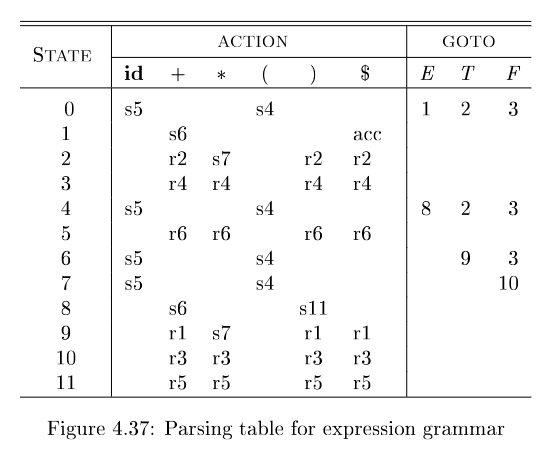 STATE ACTION GOTO
id + * ( ) $ E T F
0 s5 s4 1 2 3
1 s6 acc
2 r2 s7 r2 r2
3 r4 r4 r4 r4
4 s5 s4 8 2 3
5 r6 r6 r6 r6
6 s5 s4 9 3
7 s5 s4 10
8 s6 s11
9 r1 s7 r1 r1
10 r3 r3 r3 r3
11 r5 r5 r5 r5
Figure 4.37: Parsing table for expression grammar